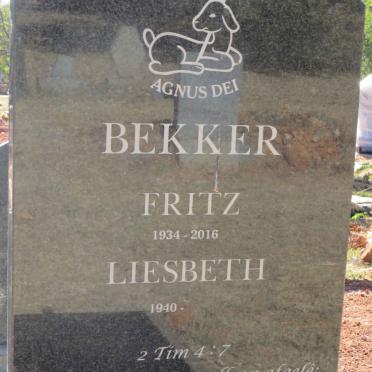 AGNUS DEI
BEKKER
FRITZ
1934 - 2016
LIESBETH
1940 -
2 Tim 4:7